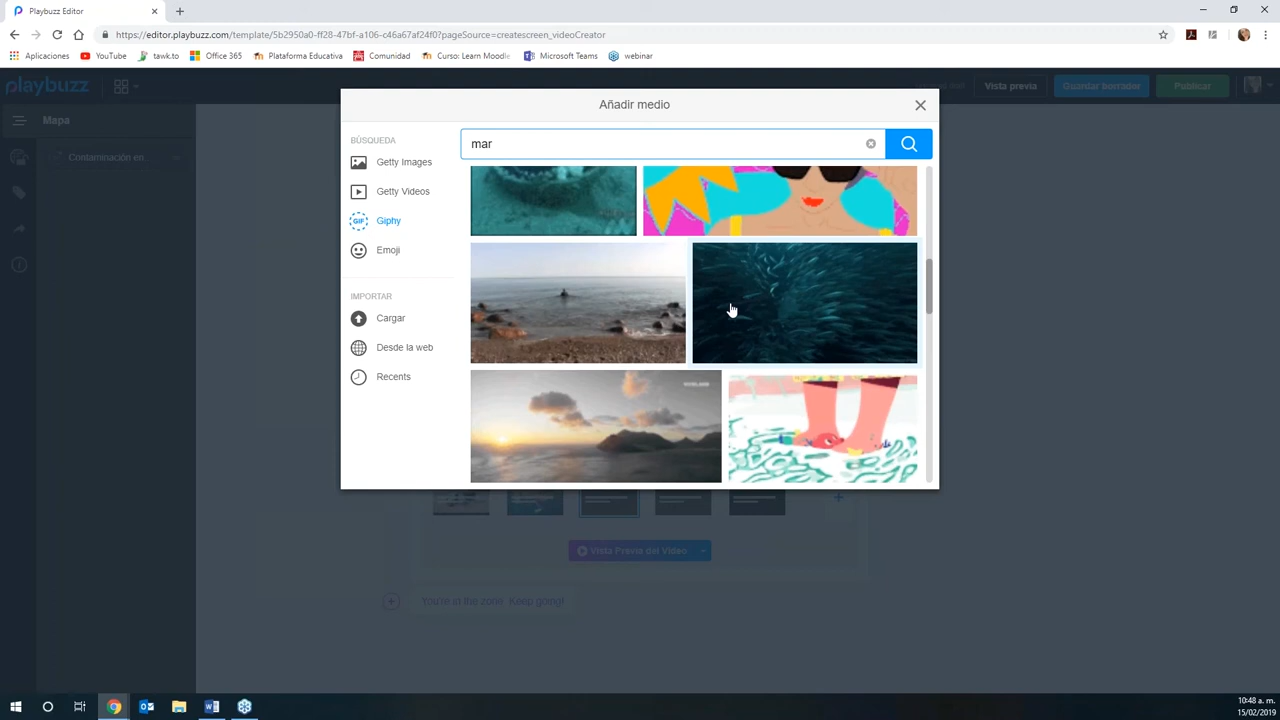 Playbuzz Editor
https://editor.playbuzz.com/template/5b2950a0-ff28-47bf-a106-c46a67af24f0?pageSource=createscreen_videoCreator
Aplicaciones YouTube tawk.to Office 365 Plataforma Educativa Comunidad Curso: Learn Moodle Microsoft Teams webinar
playbuzz
Vista previa Guardar borrador Publicar
Mapa
Contaminación en...
Añadir medio
BÚSQUEDA
mar
Getty Images
Getty Videos
Giphy
GIF
Emoji
IMPORTAR
Cargar
Desde la web
Recents
Vista Previa del Video
You're in the zone. Keep going!
10:48 a. m.
15/02/2019